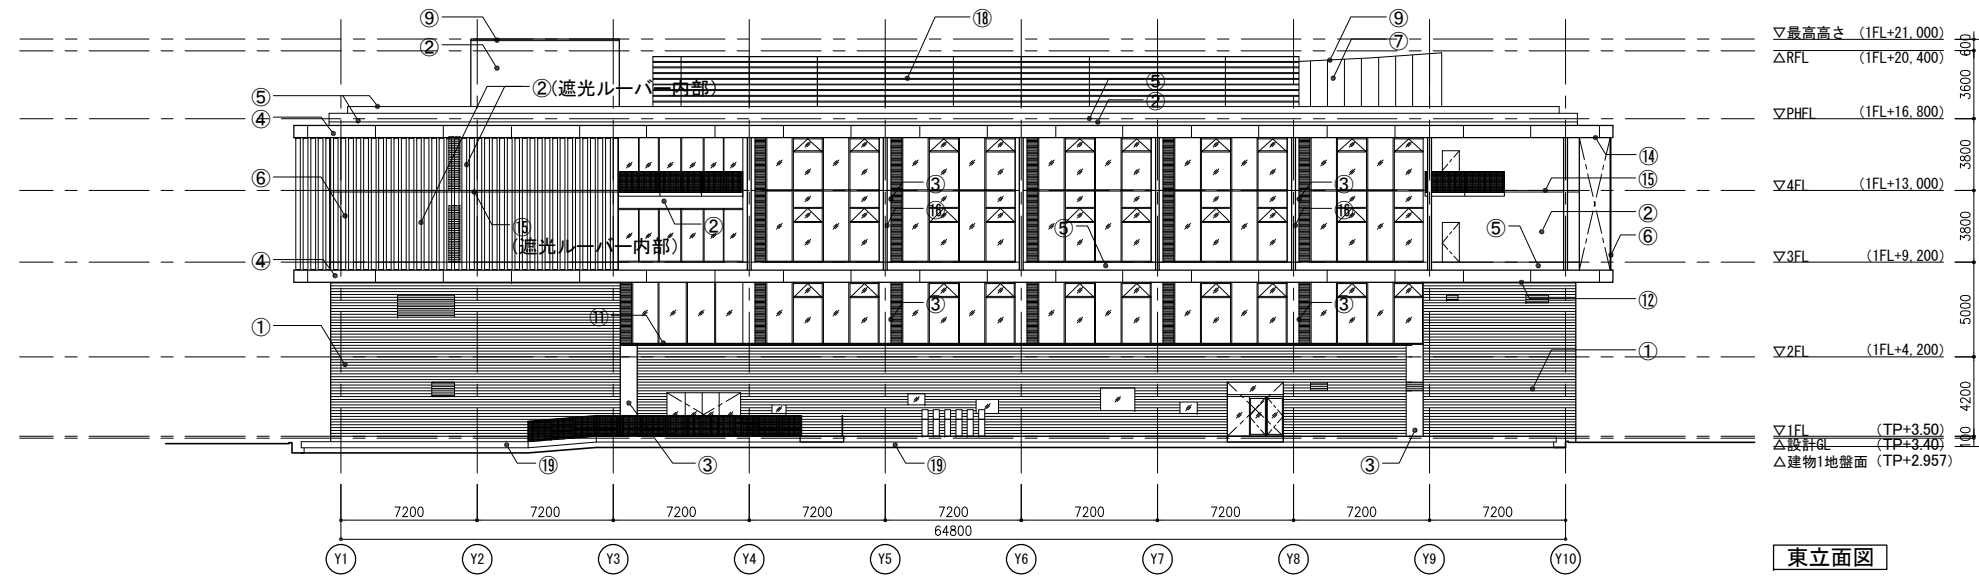 ⑨ ⑱ ⑨
② ⑦
②(遮光ルーバー内部) ⑤
⑤ ②
④
⑭
⑥ ③ ③ ⑮
⑯ ⑯ ②
⑮ ② ⑤ ⑤ ⑥
(遮光ルーバー内部)
④
③ ③ ⑫
① ⑪ ①
⑲ ③ ⑲ ③
▽最高高さ (1FL+21,000)
△RFL (1FL+20,400)
▽PHFL (1FL+16,800)
▽4FL (1FL+13,000)
▽3FL (1FL+9,200)
▽2FL (1FL+4,200)
▽1FL (TP+3.50)
△設計GL (TP+3.40)
△建物1地盤面 (TP+2.957)
600
3600
3800
3800
5000
4200
100
7200 7200 7200 7200 7200 7200 7200 7200 7200
64800
Y1 Y2 Y3 Y4 Y5 Y6 Y7 Y8 Y9 Y10
東立面図